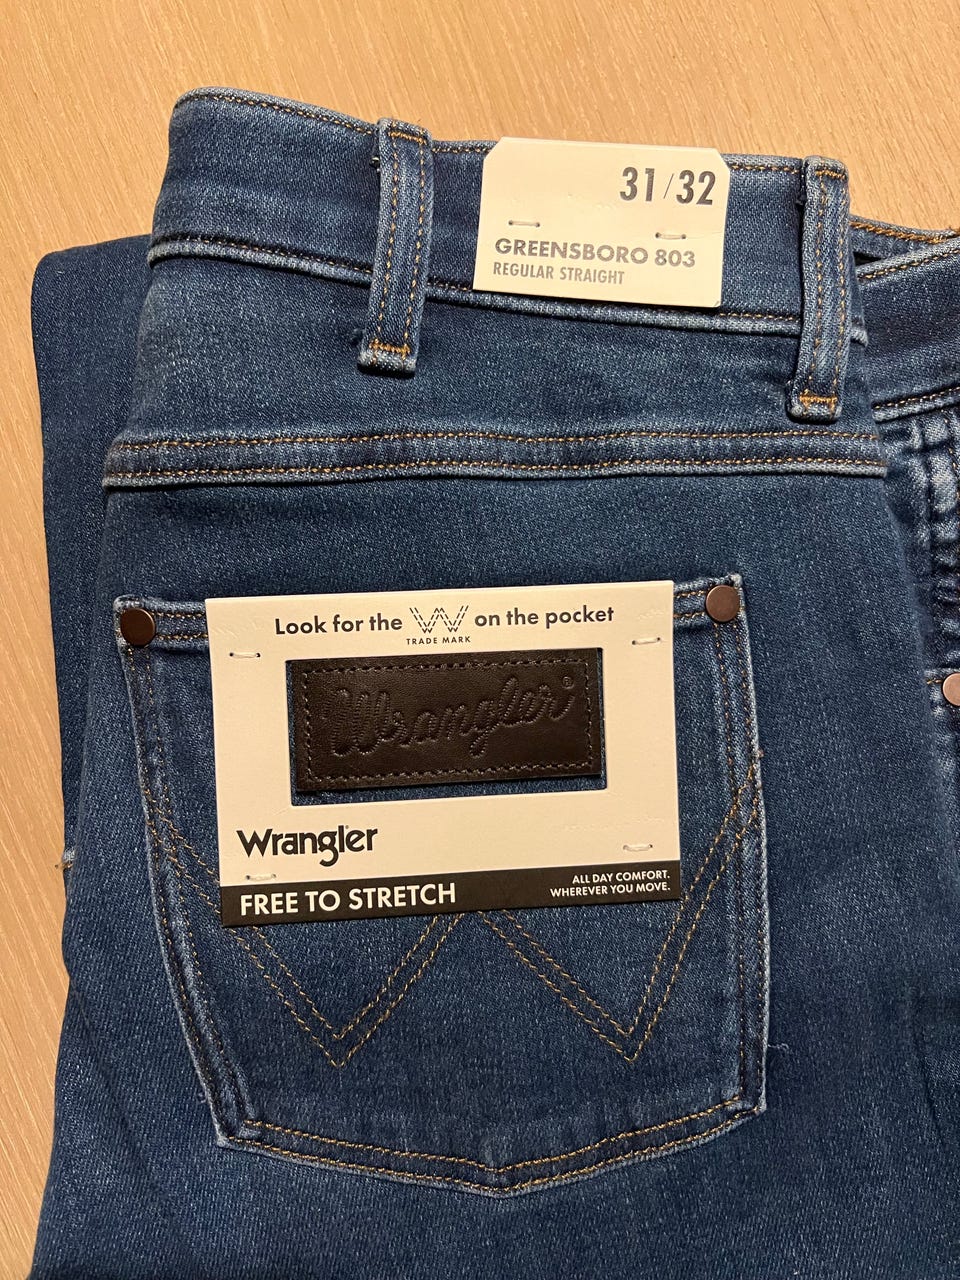 31/32
GREENSBORO 803
REGULAR STRAIGHT
Look for the W on the pocket
TRADE MARK
Wrangler®
Wrangler
FREE TO STRETCH
ALL DAY COMFORT.
WHEREVER YOU MOVE.